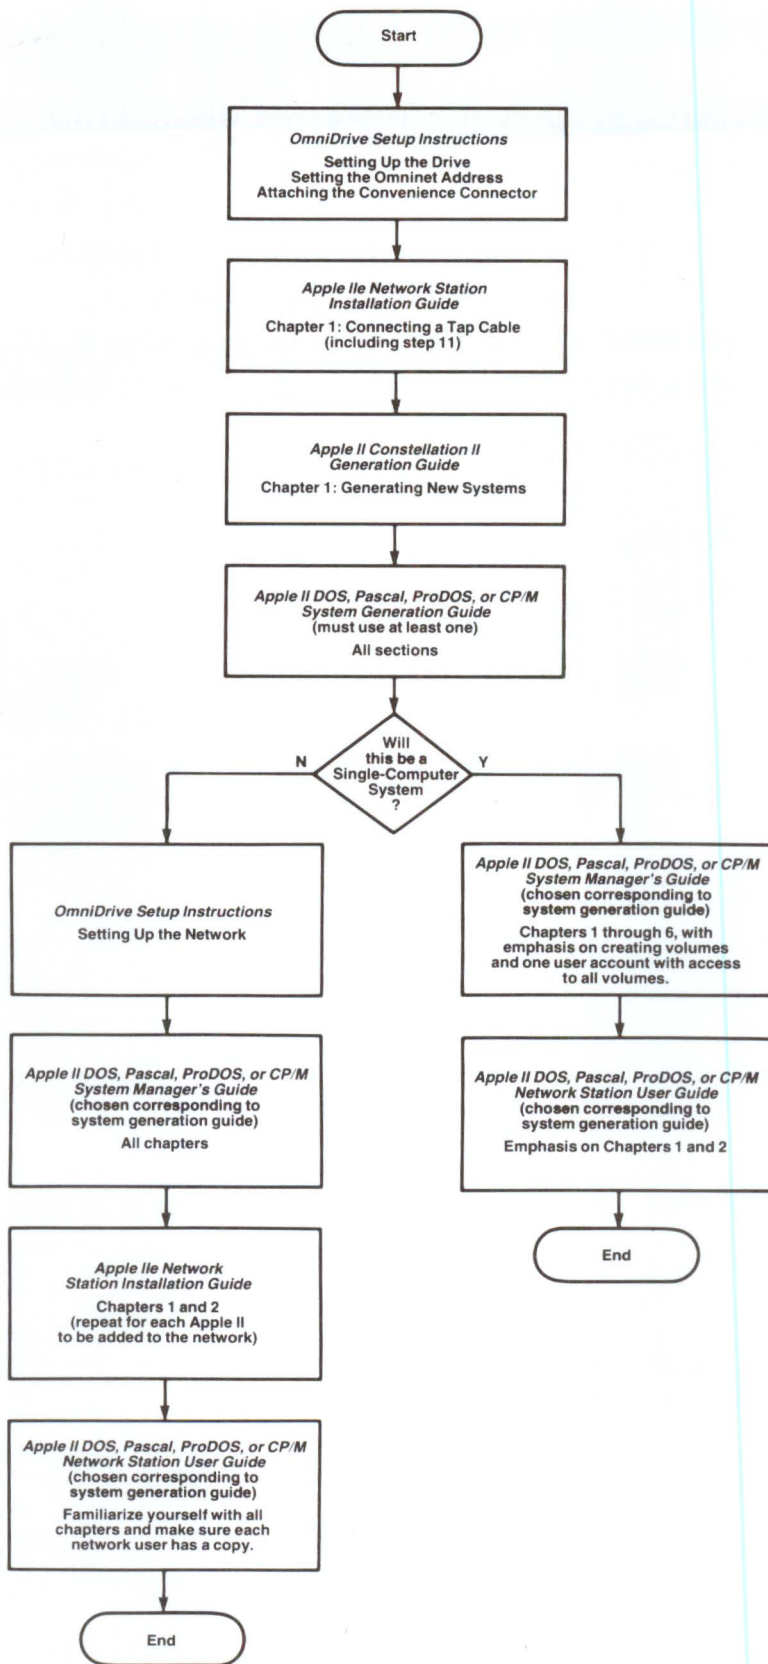 Start
OmniDrive Setup Instructions
Setting Up the Drive
Setting the Omninet Address
Attaching the Convenience Connector
Apple IIe Network Station
Installation Guide
Chapter 1: Connecting a Tap Cable
(including step 11)
Apple II Constellation II
Generation Guide
Chapter 1: Generating New Systems
Apple II DOS, Pascal, ProDOS, or CP/M
System Generation Guide
(must use at least one)
All sections
Will
this be a
Single-Computer
System
?
N
Y
OmniDrive Setup Instructions
Setting Up the Network
Apple II DOS, Pascal, ProDOS, or CP/M
System Manager's Guide
(chosen corresponding to
system generation guide)
All chapters
Apple IIe Network
Station Installation Guide
Chapters 1 and 2
(repeat for each Apple II
to be added to the network)
Apple II DOS, Pascal, ProDOS, or CP/M
Network Station User Guide
(chosen corresponding to
system generation guide)
Familiarize yourself with all
chapters and make sure each
network user has a copy.
End
Apple II DOS, Pascal, ProDOS, or CP/M
System Manager's Guide
(chosen corresponding to
system generation guide)
Chapters 1 through 6, with
emphasis on creating volumes
and one user account with access
to all volumes.
Apple II DOS, Pascal, ProDOS, or CP/M
Network Station User Guide
(chosen corresponding to
system generation guide)
Emphasis on Chapters 1 and 2
End